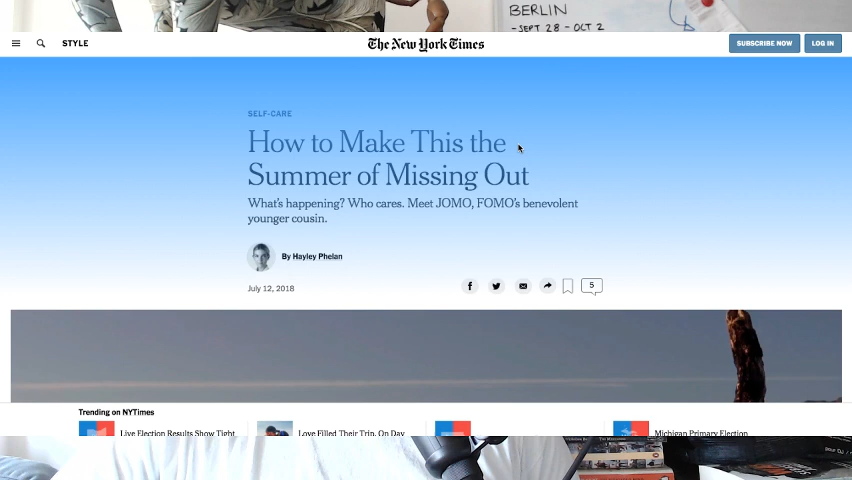 BERLIN
- SEPT 28 - OCT 2
STYLE
The New York Times
SUBSCRIBE NOW
LOG IN
SELF-CARE
How to Make This the
Summer of Missing Out
What's happening? Who cares. Meet JOMO, FOMO's benevolent
younger cousin.
By Hayley Phelan
July 12, 2018
5
Trending on NYTimes
Live Election Results Show Tight
Love Filled Their Trip. On Day
Michigan Primary Election